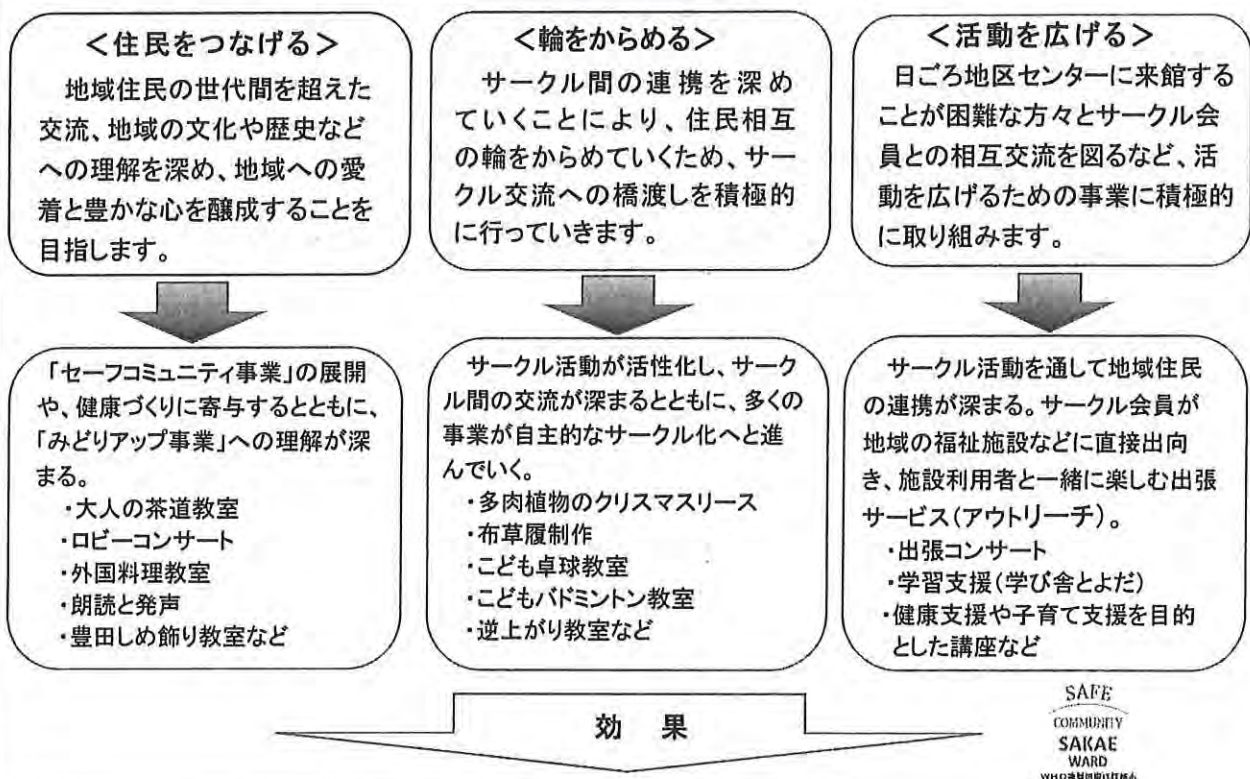 ＜住民をつなげる＞
地域住民の世代間を超えた
交流、地域の文化や歴史など
への理解を深め、地域への愛
着と豊かな心を醸成することを
目指します。
＜輪をからめる＞
サークル間の連携を深め
ていくことにより、住民相互
の輪をからめていくため、サー
クル交流への橋渡しを積極的
に行っていきます。
＜活動を広げる＞
日ごろ地区センターに来館する
ことが困難な方々とサークル会
員との相互交流を図るなど、活
動を広げるための事業に積極的
に取り組みます。
「セーフコミュニティ事業」の展開
や、健康づくりに寄与するとともに、
「みどりアップ事業」への理解が深
まる。
・大人の茶道教室
・ロビーコンサート
・外国料理教室
・朗読と発声
・豊田しめ飾り教室など
サークル活動が活性化し、サーク
ル間の交流が深まるとともに、多くの
事業が自主的なサークル化へと進
んでいく。
・多肉植物のクリスマスリース
・布草履制作
・こども卓球教室
・こどもバドミントン教室
・逆上がり教室など
サークル活動を通して地域住民
の連携が深まる。サークル会員が
地域の福祉施設などに直接出向
き、施設利用者と一緒に楽しむ出張
サービス(アウトリーチ)。
・出張コンサート
・学習支援(学び舎とよだ)
・健康支援や子育て支援を目的
とした講座など
効 果
SAFE
COMMUNITY
SAKAE
WARD